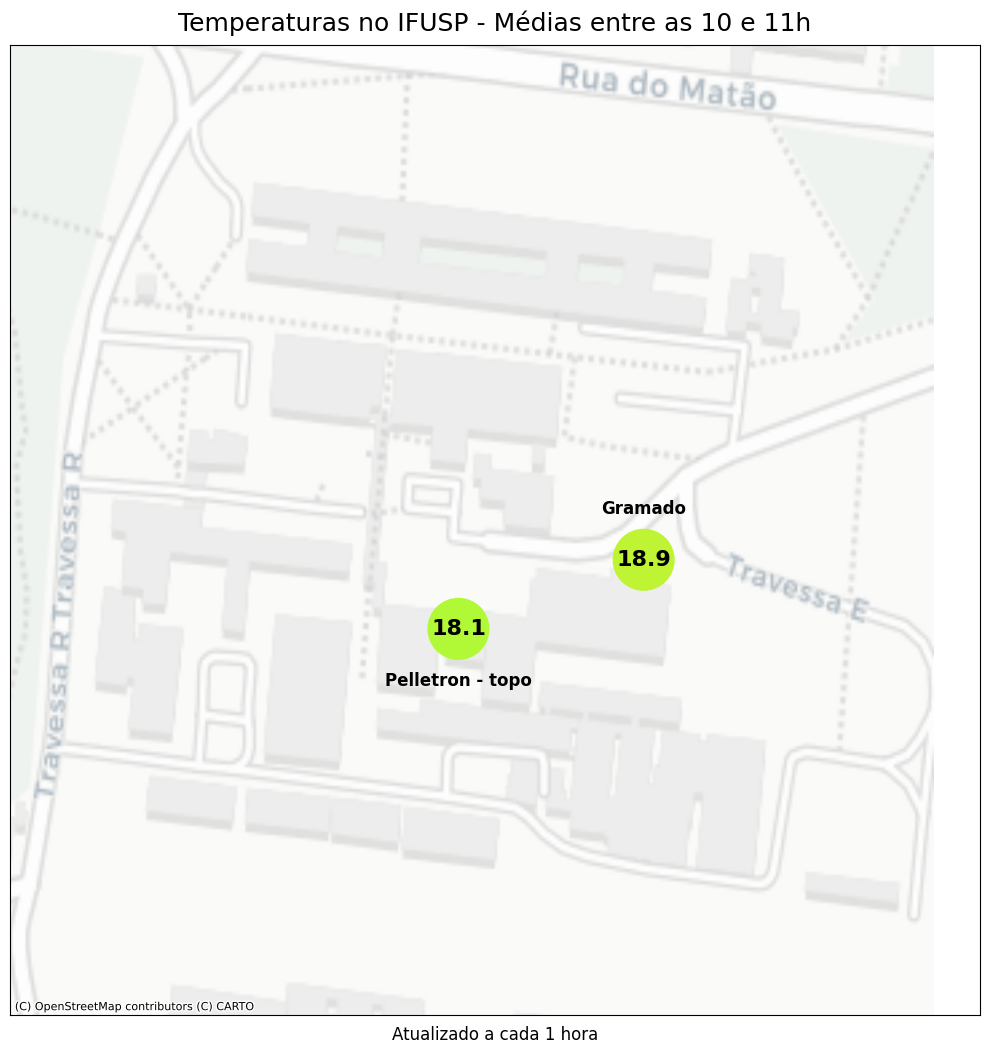 Temperaturas no IFUSP - Médias entre as 10 e 11h
Rua do Matão
Travessa R Travessa R
Gramado
18.9
Travessa E
18.1
Pelletron - topo
(C) OpenStreetMap contributors (C) CARTO
Atualizado a cada 1 hora